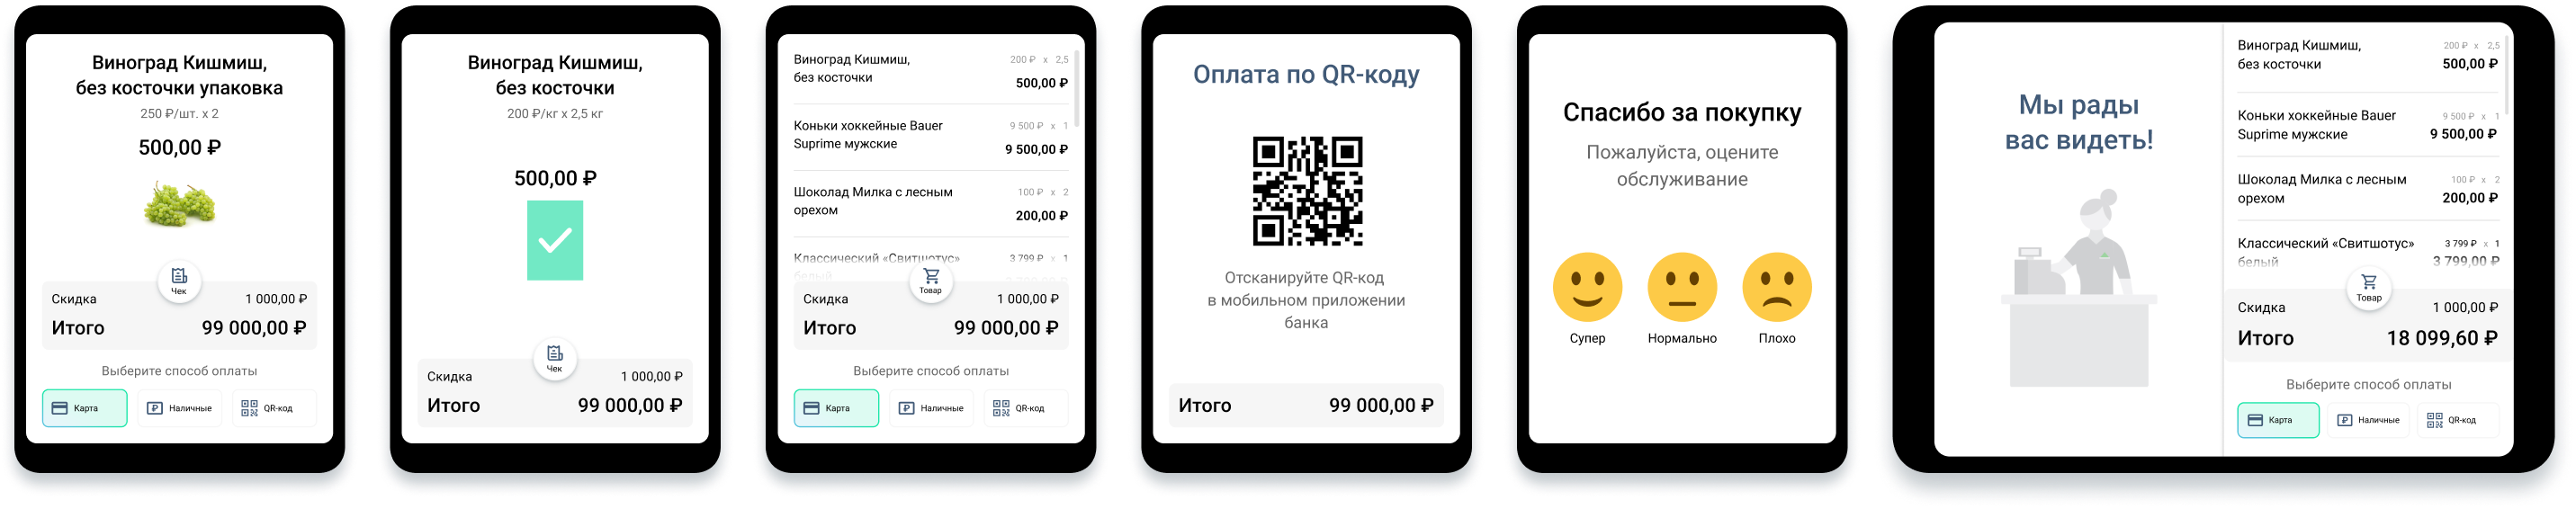 Виноград Кишмиш,
без косточки упаковка
250 ₽/шт. x 2
500,00 ₽
Чек
Скидка 1 000,00 ₽
Итого 99 000,00 ₽
Выберите способ оплаты
Карта Наличные QR-код
Виноград Кишмиш,
без косточки
200 ₽/кг x 2,5 кг
500,00 ₽
Чек
Скидка 1 000,00 ₽
Итого 99 000,00 ₽
Виноград Кишмиш, 200 ₽ x 2,5
без косточки 500,00 ₽
Коньки хоккейные Bauer 9 500 ₽ x 1
Suprime мужские 9 500,00 ₽
Шоколад Милка с лесным 100 ₽ x 2
орехом 200,00 ₽
Классический «Свитшотус» 3 799 ₽ x 1
белый 3 799,00 ₽
Товар
Скидка 1 000,00 ₽
Итого 99 000,00 ₽
Выберите способ оплаты
Карта Наличные QR-код
Оплата по QR-коду
Отсканируйте QR-код
в мобильном приложении
банка
Итого 99 000,00 ₽
Спасибо за покупку
Пожалуйста, оцените
обслуживание
Супер Нормально Плохо
Мы рады
вас видеть!
Виноград Кишмиш, 200 ₽ x 2,5
без косточки 500,00 ₽
Коньки хоккейные Bauer 9 500 ₽ x 1
Suprime мужские 9 500,00 ₽
Шоколад Милка с лесным 100 ₽ x 2
орехом 200,00 ₽
Классический «Свитшотус» 3 799 ₽ x 1
белый 3 799,00 ₽
Товар
Скидка 1 000,00 ₽
Итого 18 099,60 ₽
Выберите способ оплаты
Карта Наличные QR-код